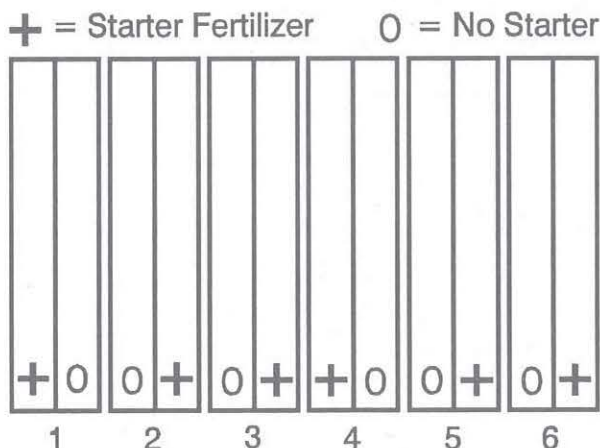 + = Starter Fertilizer 0 = No Starter
+ 0 0 + 0 + + 0 0 + 0 +
1 2 3 4 5 6